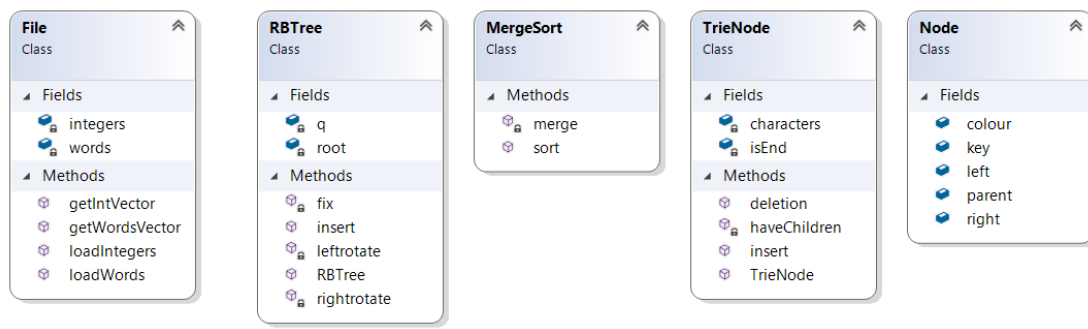 File
Class
Fields
integers
words
Methods
getIntVector
getWordsVector
loadIntegers
loadWords
RBTree
Class
Fields
q
root
Methods
fix
insert
leftrotate
RBTree
rightrotate
MergeSort
Class
Methods
merge
sort
TrieNode
Class
Fields
characters
isEnd
Methods
deletion
haveChildren
insert
TrieNode
Node
Class
Fields
colour
key
left
parent
right